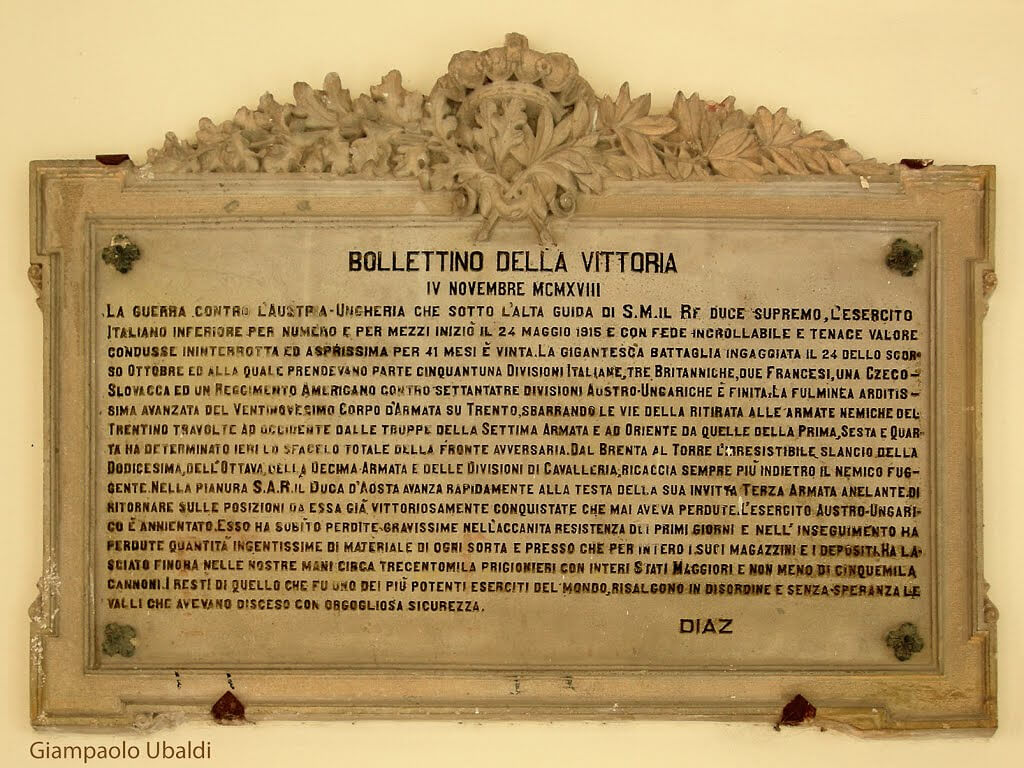 BOLLETTINO DELLA VITTORIA
IV NOVEMBRE MCMXVIII
LA GUERRA CONTRO L'AUSTRIA-UNGHERIA CHE SOTTO L'ALTA GUIDA DI S.M.IL RE DUCE SUPREMO, L'ESERCITO
ITALIANO INFERIORE PER NUMERO E PER MEZZI INIZIÒ IL 24 MAGGIO 1915 E CON FEDE INCROLLABILE E TENACE VALORE
CONDUSSE ININTERROTTA ED ASPRISSIMA PER 41 MESI È VINTA. LA GIGANTESCA BATTAGLIA INGAGGIATA IL 24 DELLO SCOR-
SO OTTOBRE ED ALLA QUALE PRENDEVANO PARTE CINQUANTUNA DIVISIONI ITALIANE, TRE BRITANNICHE, DUE FRANCESI, UNA CZECO-
SLOVACCA ED UN REGGIMENTO AMERICANO CONTRO SETTANTATRE DIVISIONI AUSTRO-UNGARICHE È FINITA. LA FULMINEA ARDITIS-
SIMA AVANZATA DEL VENTINOVESIMO CORPO D'ARMATA SU TRENTO, SBARRANDO LE VIE DELLA RITIRATA ALLE ARMATE NEMICHE DEL
TRENTINO TRAVOLTE AD OCCIDENTE DALLE TRUPPE DELLA SETTIMA ARMATA E AD ORIENTE DA QUELLE DELLA PRIMA, SESTA E QUAR-
TA HA DETERMINATO IERI LO SFACELO TOTALE DELLA FRONTE AVVERSARIA. DAL BRENTA AL TORRE L'IRRESISTIBILE SLANCIO DELLA
DODICESIMA, DELL'OTTAVA, DELLA DECIMA ARMATA E DELLE DIVISIONI DI CAVALLERIA, RICACCIA SEMPRE PIÙ INDIETRO IL NEMICO FUG-
GENTE. NELLA PIANURA S.A.R. IL DUCA D'AOSTA AVANZA RAPIDAMENTE ALLA TESTA DELLA SUA INVITTA TERZA ARMATA ANELANTE DI
RITORNARE SULLE POSIZIONI DA ESSA GIÀ VITTORIOSAMENTE CONQUISTATE CHE MAI AVEVA PERDUTE. L'ESERCITO AUSTRO-UNGARI-
CO È ANNIENTATO. ESSO HA SUBÌTO PERDITE GRAVISSIME NELL'ACCANITA RESISTENZA DEI PRIMI GIORNI E NELL'INSEGUIMENTO HA
PERDUTE QUANTITÀ INGENTISSIME DI MATERIALE DI OGNI SORTA E PRESSO CHE PER INTERO I SUOI MAGAZZINI E I DEPOSITI. HA LA-
SCIATO FINORA NELLE NOSTRE MANI CIRCA TRECENTOMILA PRIGIONIERI CON INTERI STATI MAGGIORI E NON MENO DI CINQUEMILA
CANNONI. I RESTI DI QUELLO CHE FU UNO DEI PIÙ POTENTI ESERCITI DEL MONDO, RISALGONO IN DISORDINE E SENZA SPERANZA LE
VALLI CHE AVEVANO DISCESO CON ORGOGLIOSA SICUREZZA.
DIAZ
Giampaolo Ubaldi